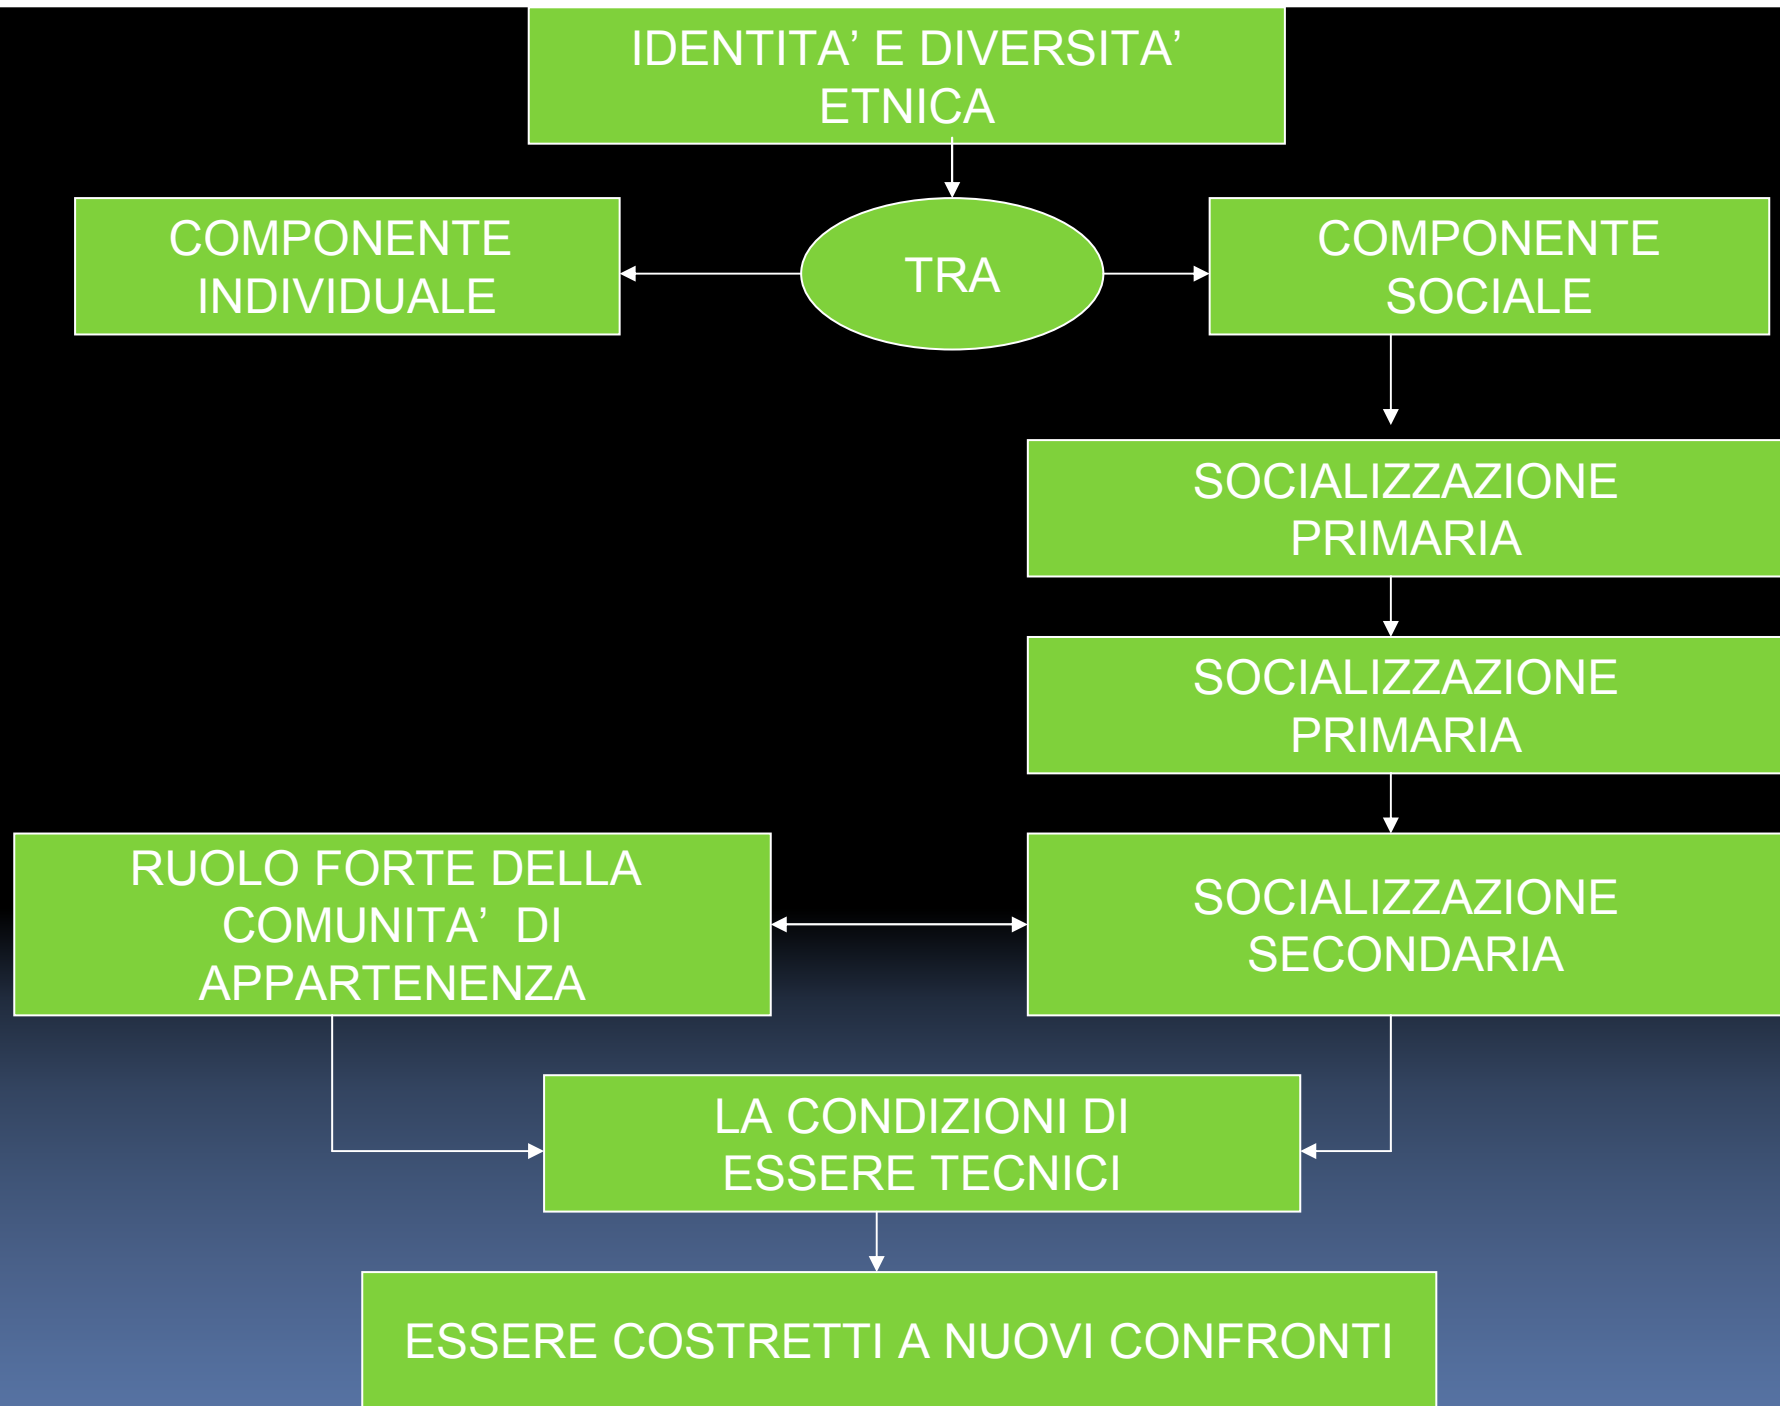 IDENTITA’ E DIVERSITA’
ETNICA
COMPONENTE
INDIVIDUALE
TRA
COMPONENTE
SOCIALE
SOCIALIZZAZIONE
PRIMARIA
SOCIALIZZAZIONE
PRIMARIA
RUOLO FORTE DELLA
COMUNITA’ DI
APPARTENENZA
SOCIALIZZAZIONE
SECONDARIA
LA CONDIZIONI DI
ESSERE TECNICI
ESSERE COSTRETTI A NUOVI CONFRONTI